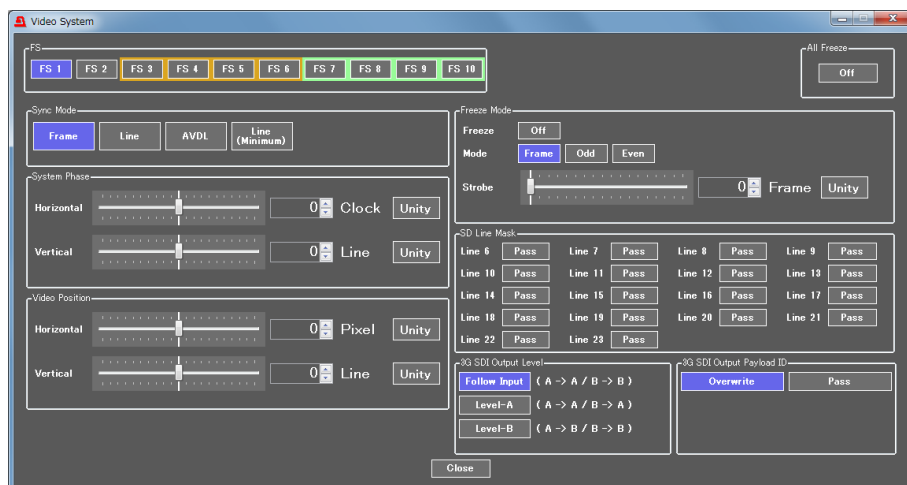 Video System
FS
FS 1 FS 2 FS 3 FS 4 FS 5 FS 6 FS 7 FS 8 FS 9 FS 10
All Freeze
Off
Sync Mode
Frame Line AVDL Line (Minimum)
System Phase
Horizontal 0 Clock Unity
Vertical 0 Line Unity
Video Position
Horizontal 0 Pixel Unity
Vertical 0 Line Unity
Freeze Mode
Freeze Off
Mode Frame Odd Even
Strobe 0 Frame Unity
SD Line Mask
Line 6 Pass Line 7 Pass Line 8 Pass Line 9 Pass
Line 10 Pass Line 11 Pass Line 12 Pass Line 13 Pass
Line 14 Pass Line 15 Pass Line 16 Pass Line 17 Pass
Line 18 Pass Line 19 Pass Line 20 Pass Line 21 Pass
Line 22 Pass Line 23 Pass
3G SDI Output Level
Follow Input ( A -> A / B -> B )
Level-A ( A -> A / B -> A )
Level-B ( A -> B / B -> B )
3G SDI Output Payload ID
Overwrite Pass
Close